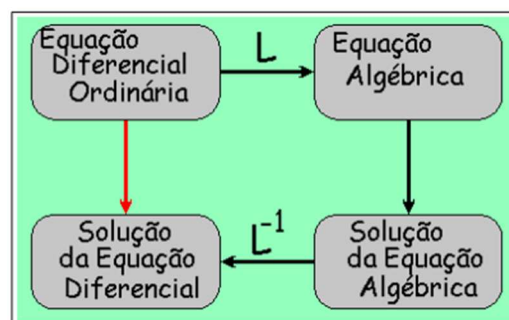 Equação
Diferencial
Ordinária
L
Equação
Algébrica
Solução
da Equação
Diferencial
L-1
Solução
da Equação
Algébrica